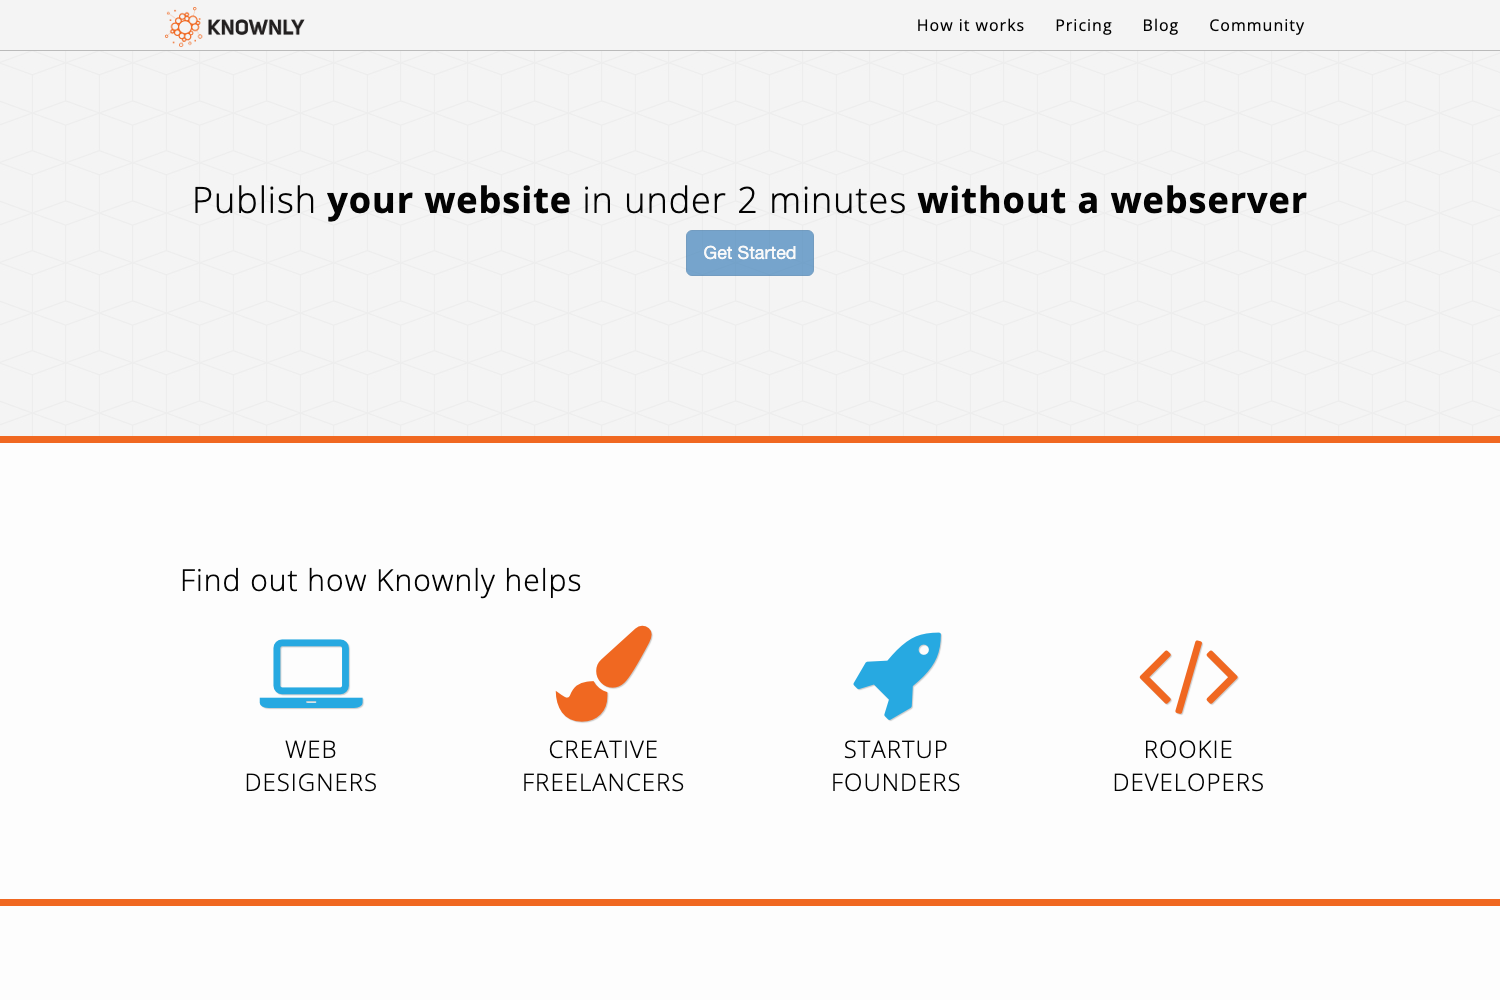 KNOWNLY
How it works Pricing Blog Community
Publish your website in under 2 minutes without a webserver
Get Started
Find out how Knownly helps
WEB
DESIGNERS
CREATIVE
FREELANCERS
STARTUP
FOUNDERS
ROOKIE
DEVELOPERS